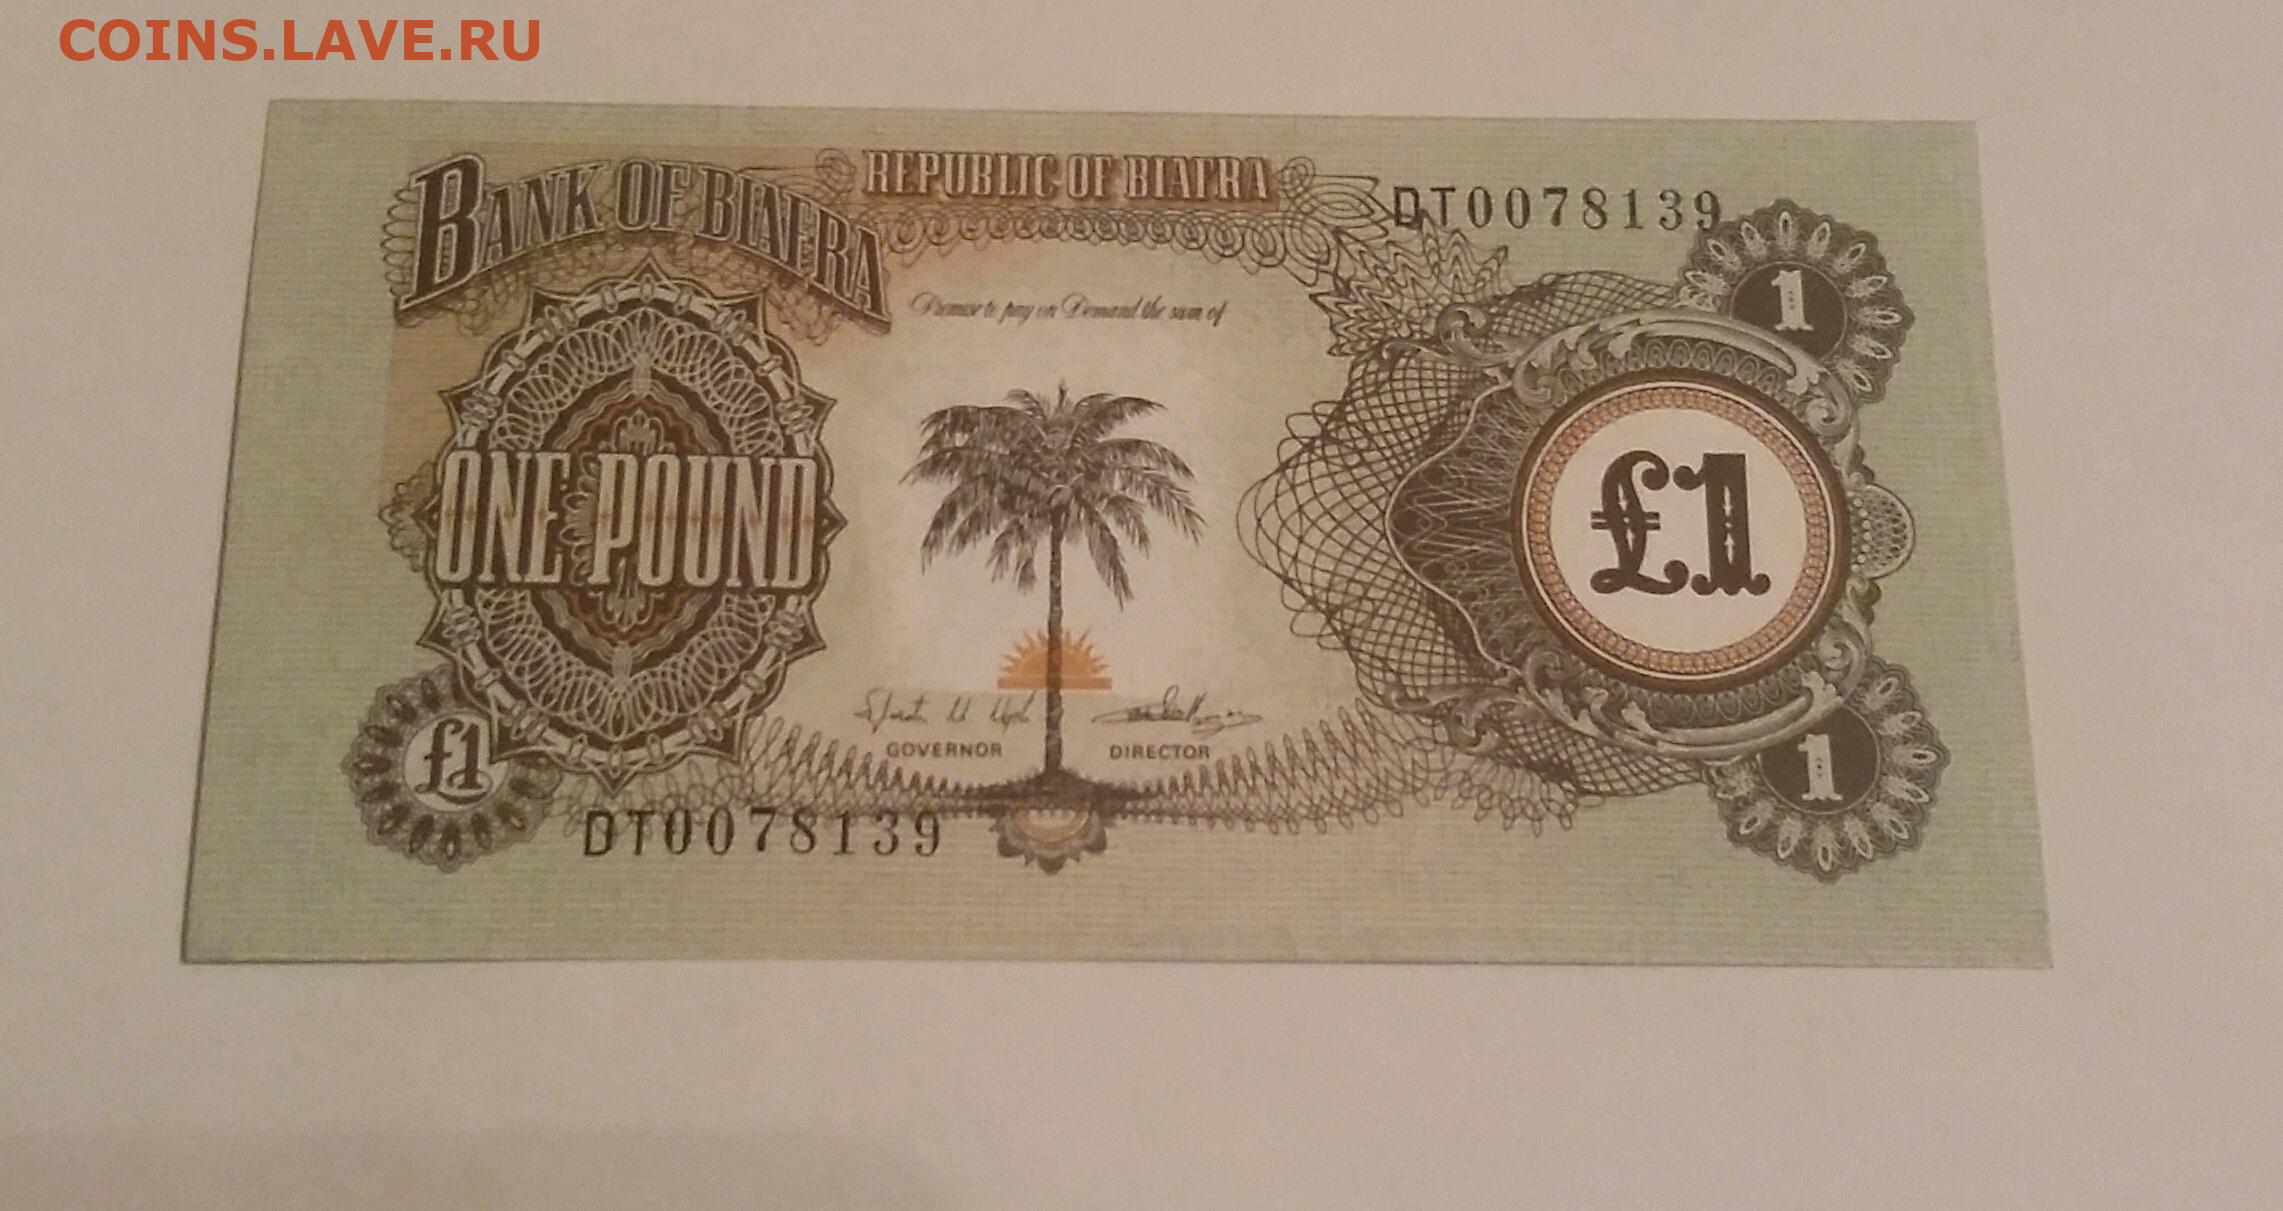 COINS.LAVE.RU
BANK OF BIAFRA
REPUBLIC OF BIAFRA
DT0078139
1
Promise to pay on Demand the sum of
ONE POUND
£1
GOVERNOR
DIRECTOR
£1
1
DT0078139